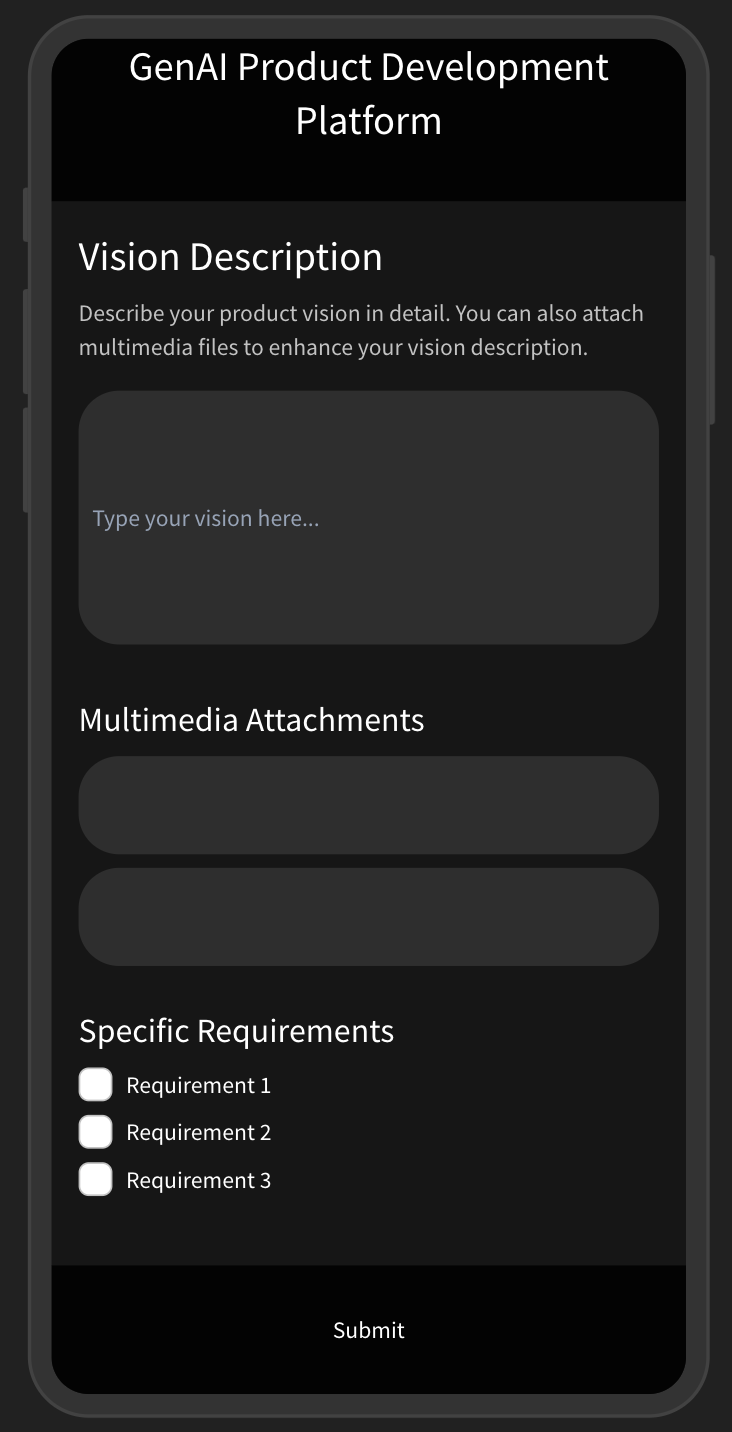 GenAI Product Development
Platform
Vision Description
Describe your product vision in detail. You can also attach
multimedia files to enhance your vision description.
Type your vision here...
Multimedia Attachments
Specific Requirements
Requirement 1
Requirement 2
Requirement 3
Submit